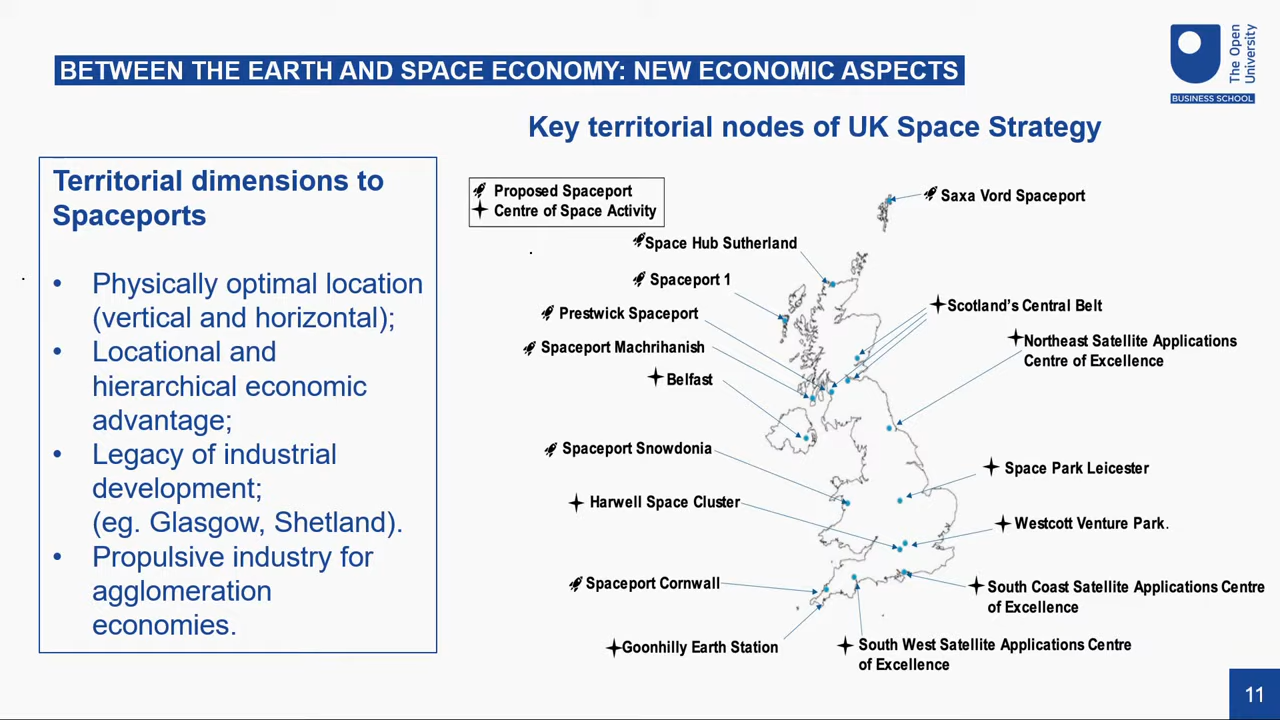 BETWEEN THE EARTH AND SPACE ECONOMY: NEW ECONOMIC ASPECTS
The Open
University
BUSINESS SCHOOL
Key territorial nodes of UK Space Strategy
Territorial dimensions to
Spaceports
• Physically optimal location
(vertical and horizontal);
• Locational and
hierarchical economic
advantage;
• Legacy of industrial
development;
(eg. Glasgow, Shetland).
• Propulsive industry for
agglomeration
economies.
Proposed Spaceport
Centre of Space Activity
Saxa Vord Spaceport
Space Hub Sutherland
Spaceport 1
Scotland's Central Belt
Prestwick Spaceport
Northeast Satellite Applications
Centre of Excellence
Spaceport Machrihanish
Belfast
Spaceport Snowdonia
Space Park Leicester
Harwell Space Cluster
Westcott Venture Park.
Spaceport Cornwall
South Coast Satellite Applications Centre
of Excellence
Goonhilly Earth Station
South West Satellite Applications Centre
of Excellence
11